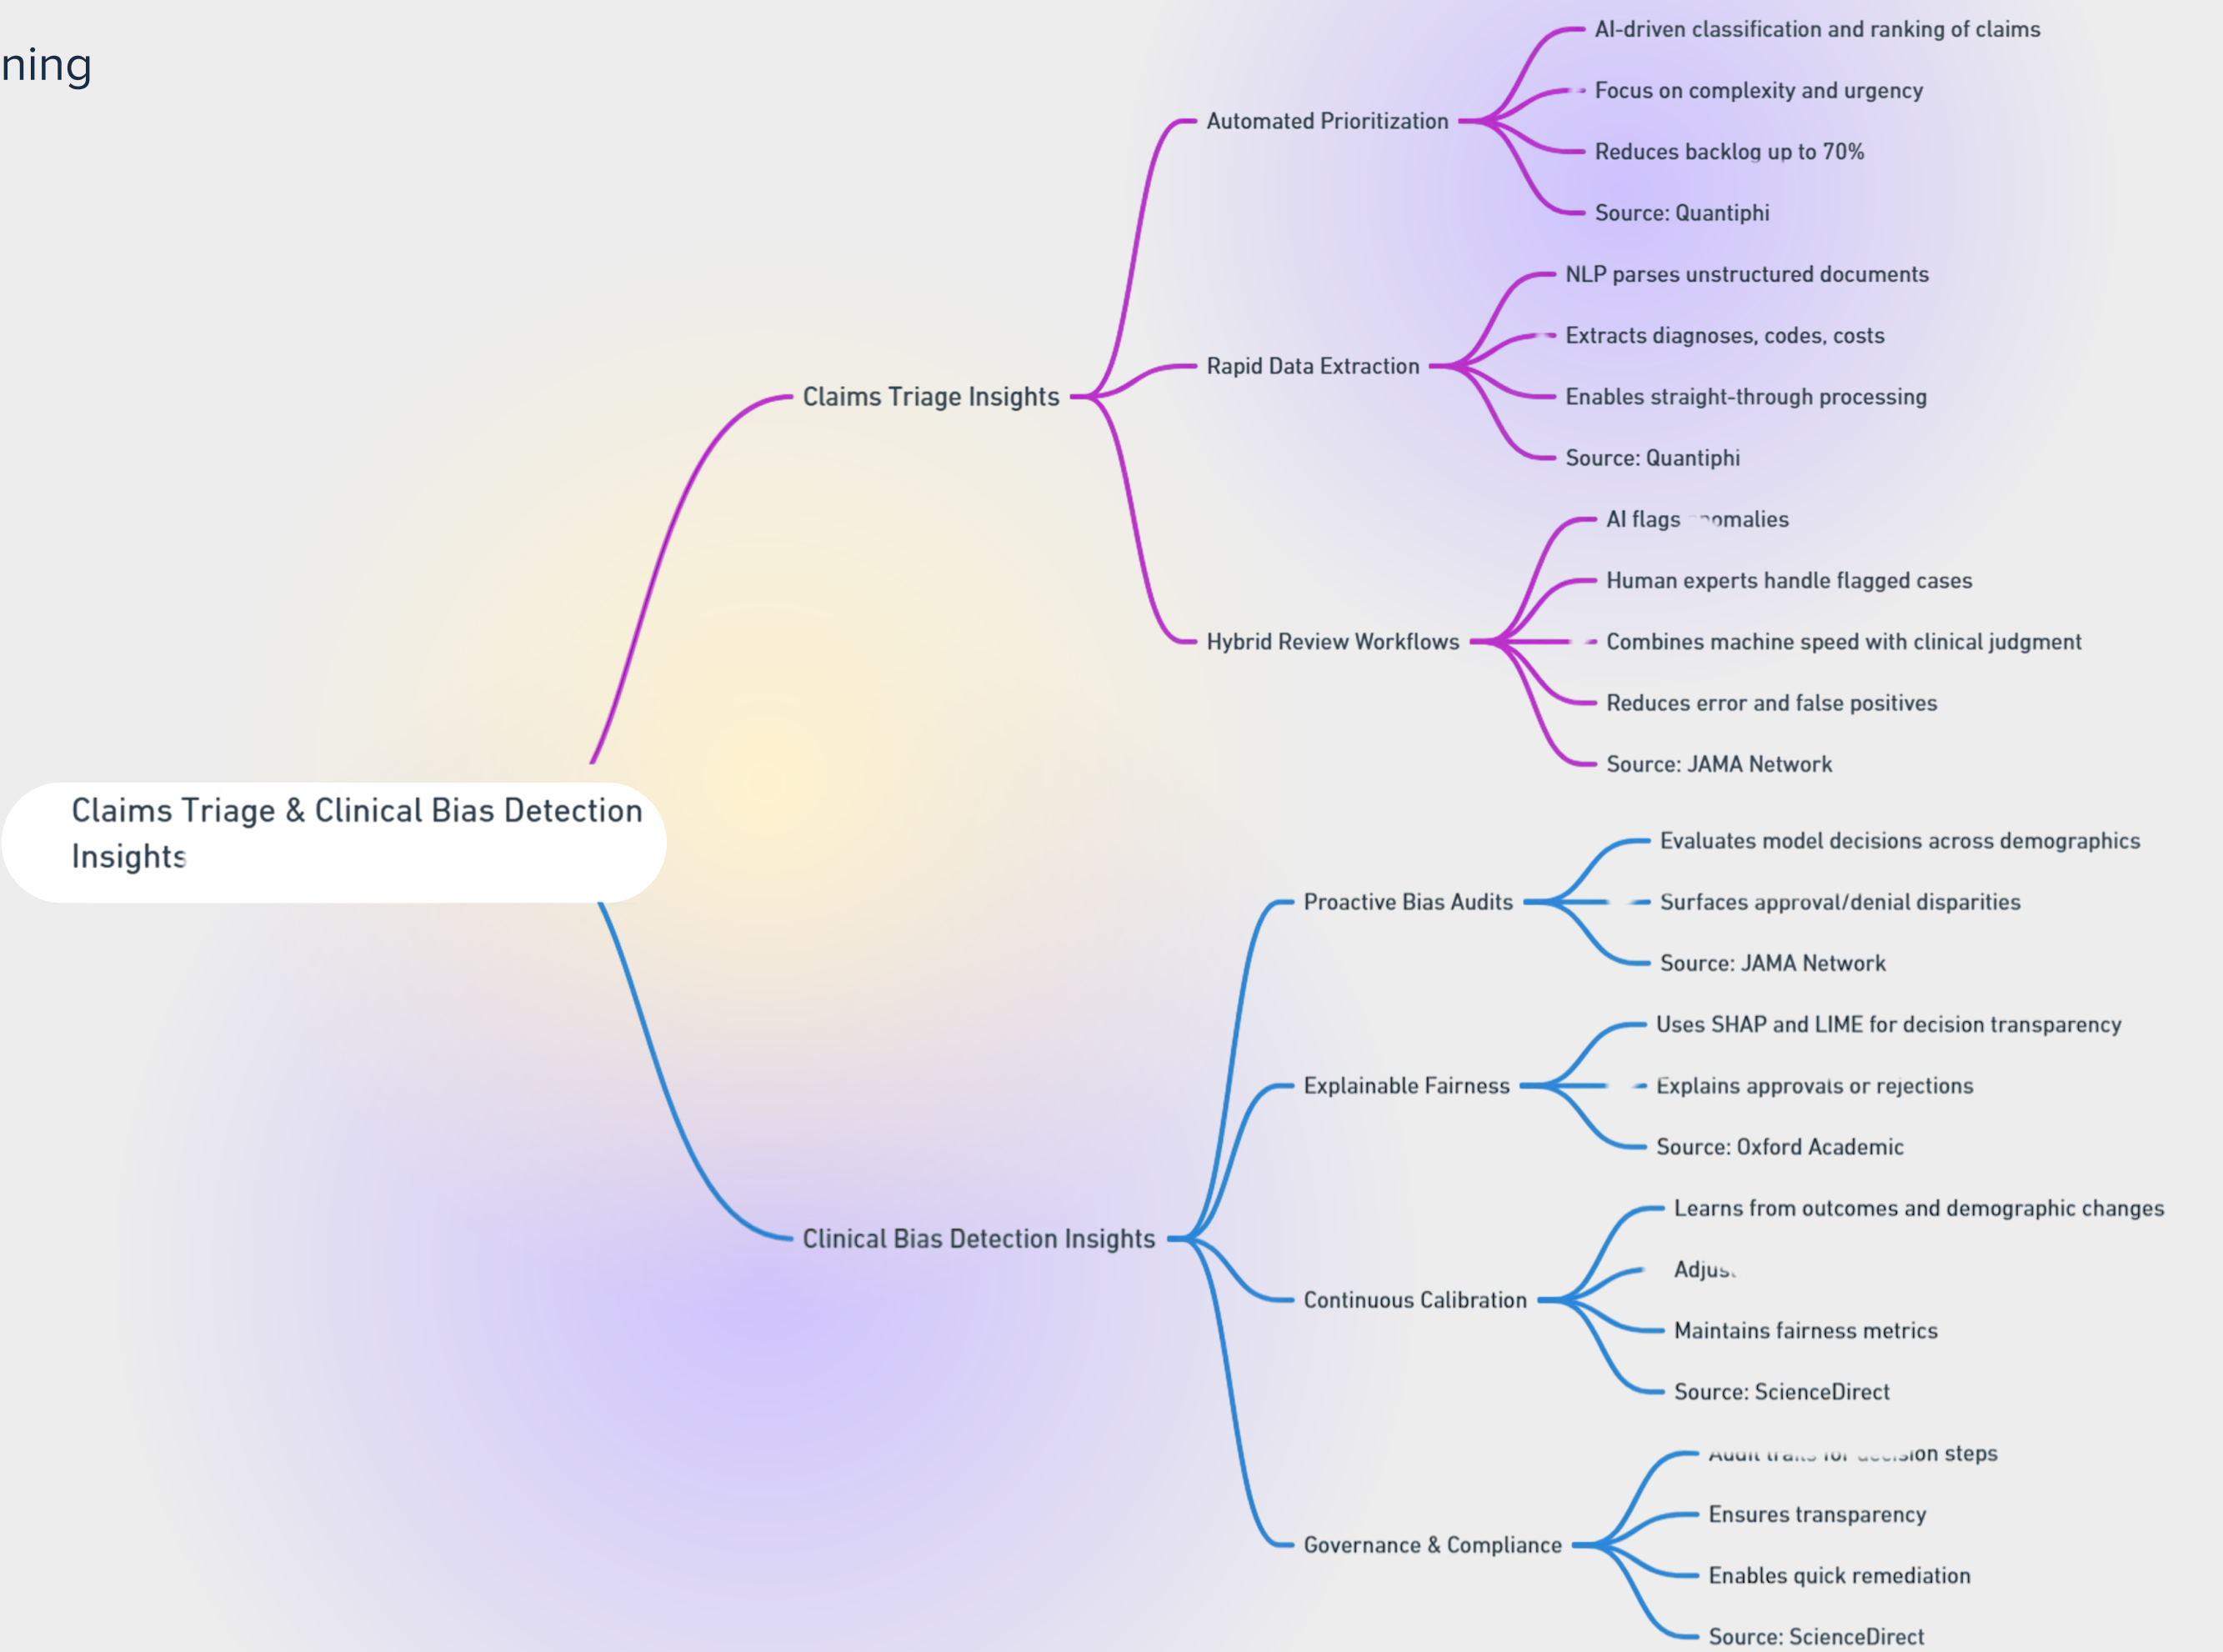 ning
AI-driven classification and ranking of claims
Focus on complexity and urgency
Automated Prioritization
Reduces backlog up to 70%
Source: Quantiphi
NLP parses unstructured documents
Extracts diagnoses, codes, costs
Rapid Data Extraction
Enables straight-through processing
Source: Quantiphi
Claims Triage Insights
AI flags anomalies
Human experts handle flagged cases
Hybrid Review Workflows
Combines machine speed with clinical judgment
Reduces error and false positives
Source: JAMA Network
Claims Triage & Clinical Bias Detection
Insights
Evaluates model decisions across demographics
Proactive Bias Audits
Surfaces approval/denial disparities
Source: JAMA Network
Uses SHAP and LIME for decision transparency
Explainable Fairness
Explains approvals or rejections
Source: Oxford Academic
Clinical Bias Detection Insights
Learns from outcomes and demographic changes
Continuous Calibration
Maintains fairness metrics
Source: ScienceDirect
Audit trails for decision steps
Ensures transparency
Governance & Compliance
Enables quick remediation
Source: ScienceDirect